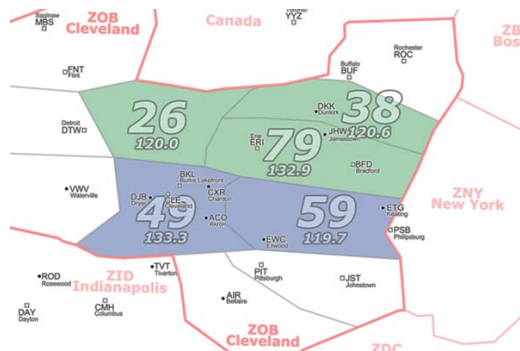 Saginaw
MBS
ZOB
Cleveland
Canada
YYZ
Rochester
ROC
FNT
Flint
Buffalo
BUF
Detroit
DTW
26
120.0
DKK
Dunkirk
38
120.6
JHW
Jamestown
Erie
ERI
79
132.9
BFD
Bradford
VWV
Waterville
BKL
Burke Lakefront
CXR
Chardon
DJB
CLE
Cleveland
49
133.3
ACO
Akron
59
119.7
ETG
Keating
PSB
Philipsburg
EWC
Ellwood
ZNY
New York
ROD
Rosewood
ZID
Indianapolis
TVT
Tiverton
PIT
Pittsburgh
JST
Johnstown
DAY
Dayton
CMH
Columbus
AIR
Bellaire
ZOB
Cleveland
ZDC